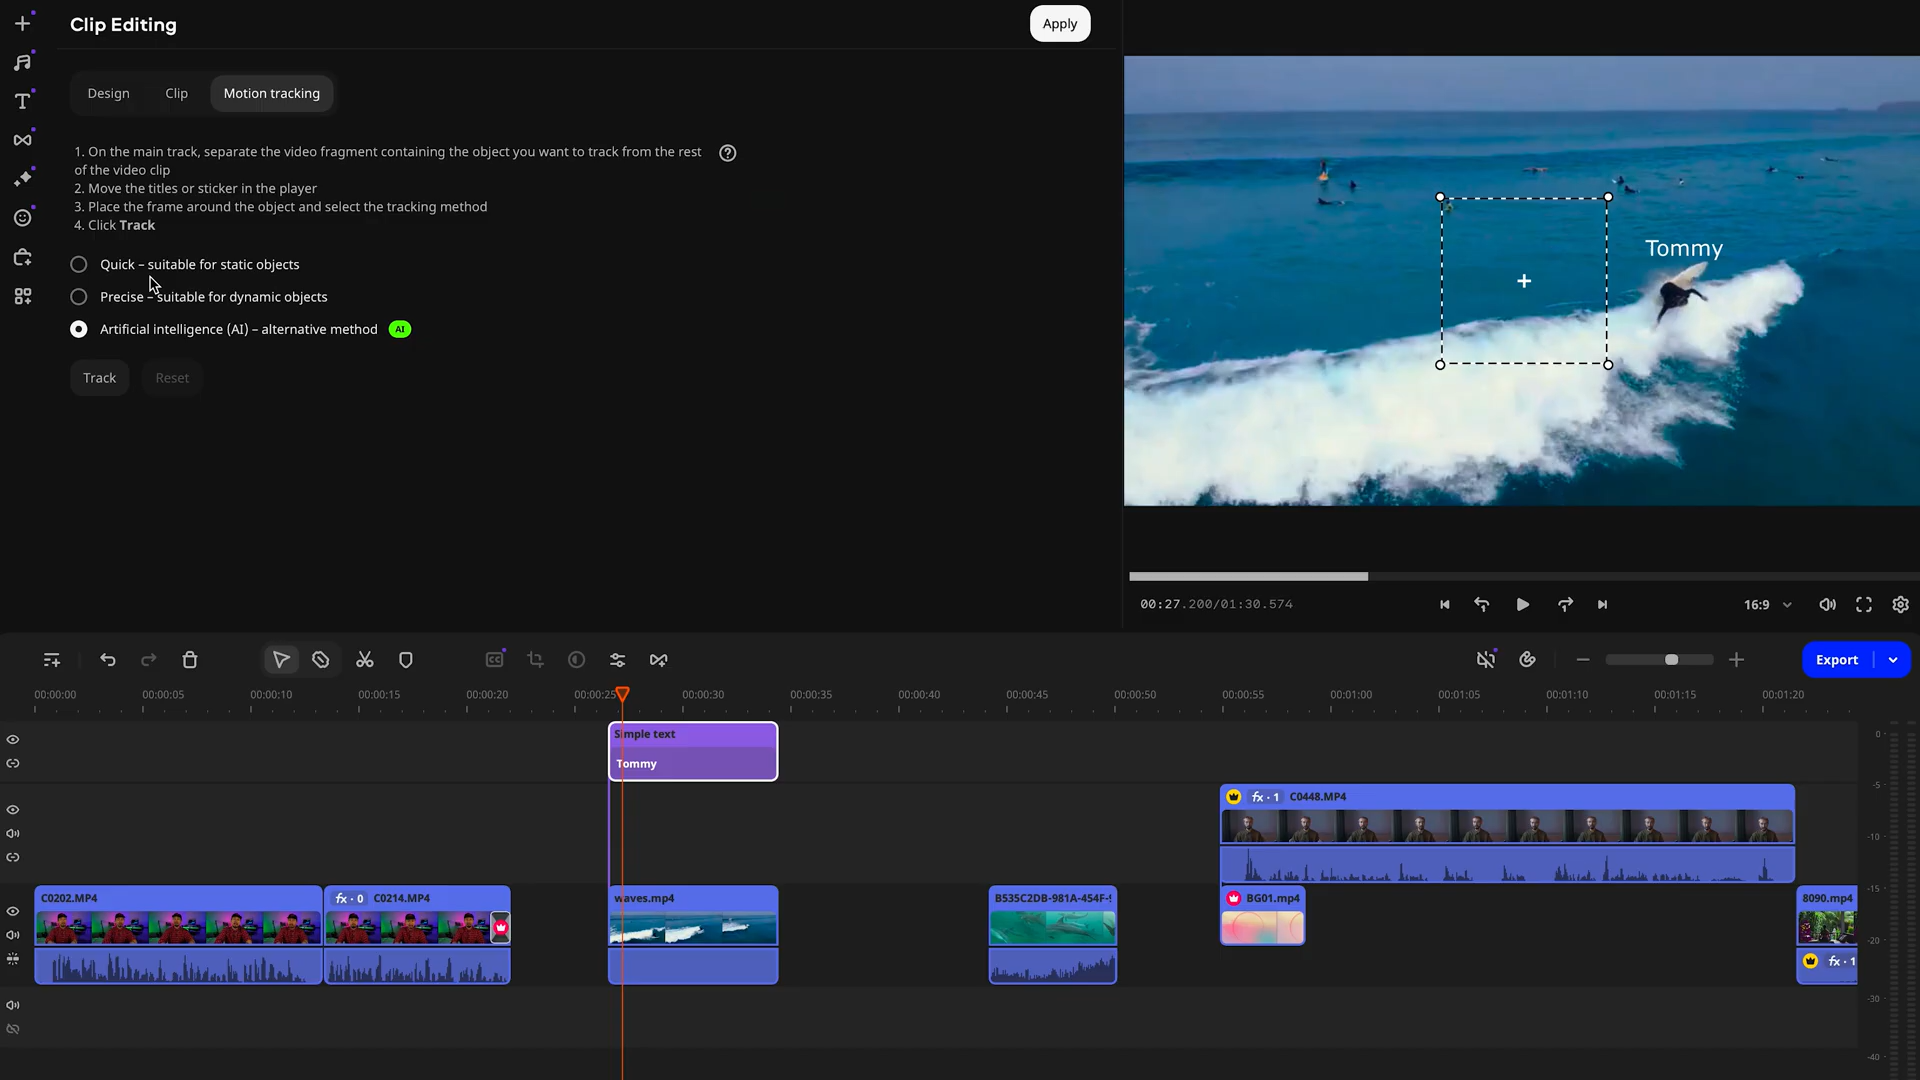 Clip Editing
Apply
Design
Clip
Motion tracking
1. On the main track, separate the video fragment containing the object you want to track from the rest
of the video clip
2. Move the titles or sticker in the player
3. Place the frame around the object and select the tracking method
4. Click Track
Quick – suitable for static objects
Precise – suitable for dynamic objects
Artificial intelligence (AI) – alternative method
AI
Track
Reset
Tommy
00:27.200/01:30.574
16:9
CC
Export
00:00:00
00:00:05
00:00:10
00:00:15
00:00:20
00:00:25
00:00:30
00:00:35
00:00:40
00:00:45
00:00:50
00:00:55
00:01:00
00:01:05
00:01:10
00:01:15
00:01:20
Simple text
Tommy
0
-5
-10
-15
-20
-30
-40
fx · 1
C0448.MP4
C0202.MP4
fx · 0
C0214.MP4
waves.mp4
B535C2DB-981A-454F-
BG01.mp4
8090.mp4
fx · 1